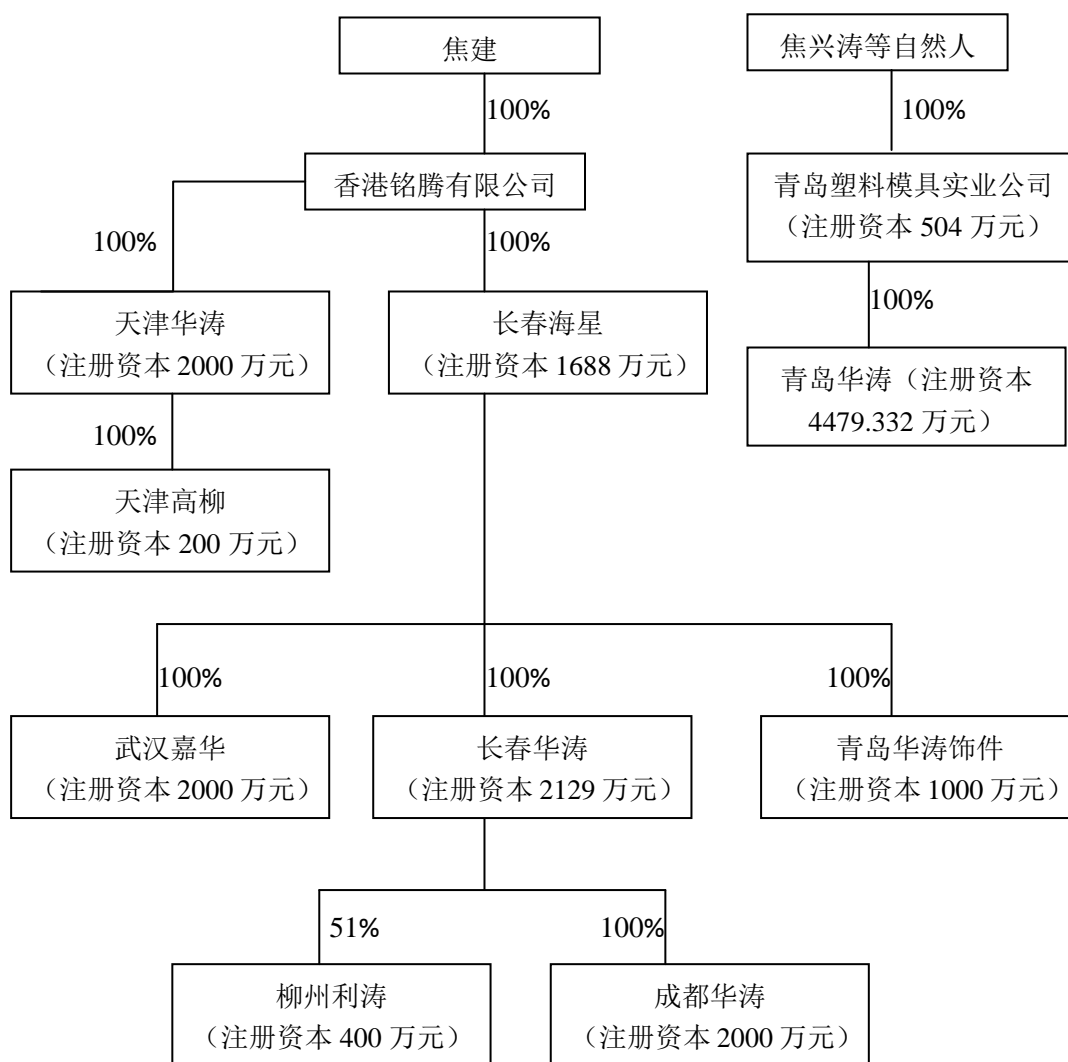 焦建
焦兴涛等自然人
100%
100%
香港铭腾有限公司
青岛塑料模具实业公司
（注册资本 504 万元）
100%
100%
100%
天津华涛
（注册资本 2000 万元）
长春海星
（注册资本 1688 万元）
青岛华涛（注册资本
4479.332 万元）
100%
天津高柳
（注册资本 200 万元）
100%
100%
100%
武汉嘉华
（注册资本 2000 万元）
长春华涛
（注册资本 2129 万元）
青岛华涛饰件
（注册资本 1000 万元）
51%
100%
柳州利涛
（注册资本 400 万元）
成都华涛
（注册资本 2000 万元）